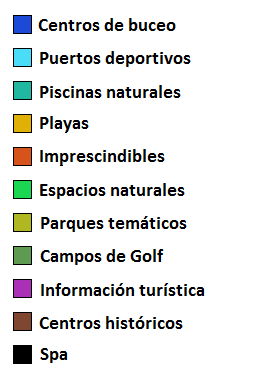 Centros de buceo
Puertos deportivos
Piscinas naturales
Playas
Imprescindibles
Espacios naturales
Parques temáticos
Campos de Golf
Información turística
Centros históricos
Spa